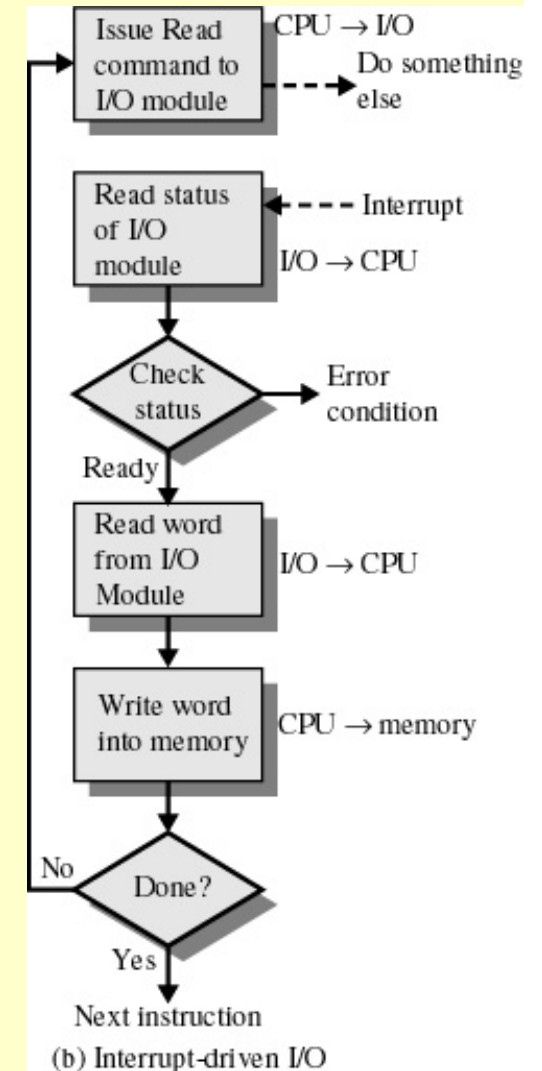 Issue Read
command to
I/O module
CPU → I/O
Do something
else
Read status
of I/O
module
Interrupt
I/O → CPU
Check
status
Error
condition
Ready
Read word
from I/O
Module
I/O → CPU
Write word
into memory
CPU → memory
No
Done?
Yes
Next instruction
(b) Interrupt-driven I/O